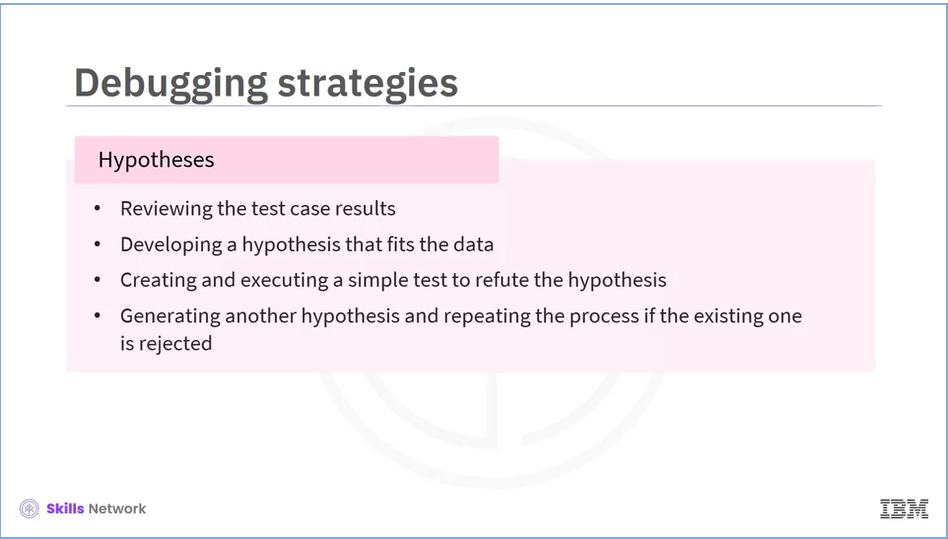 Debugging strategies
Hypotheses
• Reviewing the test case results
• Developing a hypothesis that fits the data
• Creating and executing a simple test to refute the hypothesis
• Generating another hypothesis and repeating the process if the existing one
is rejected
Skills Network
IBM